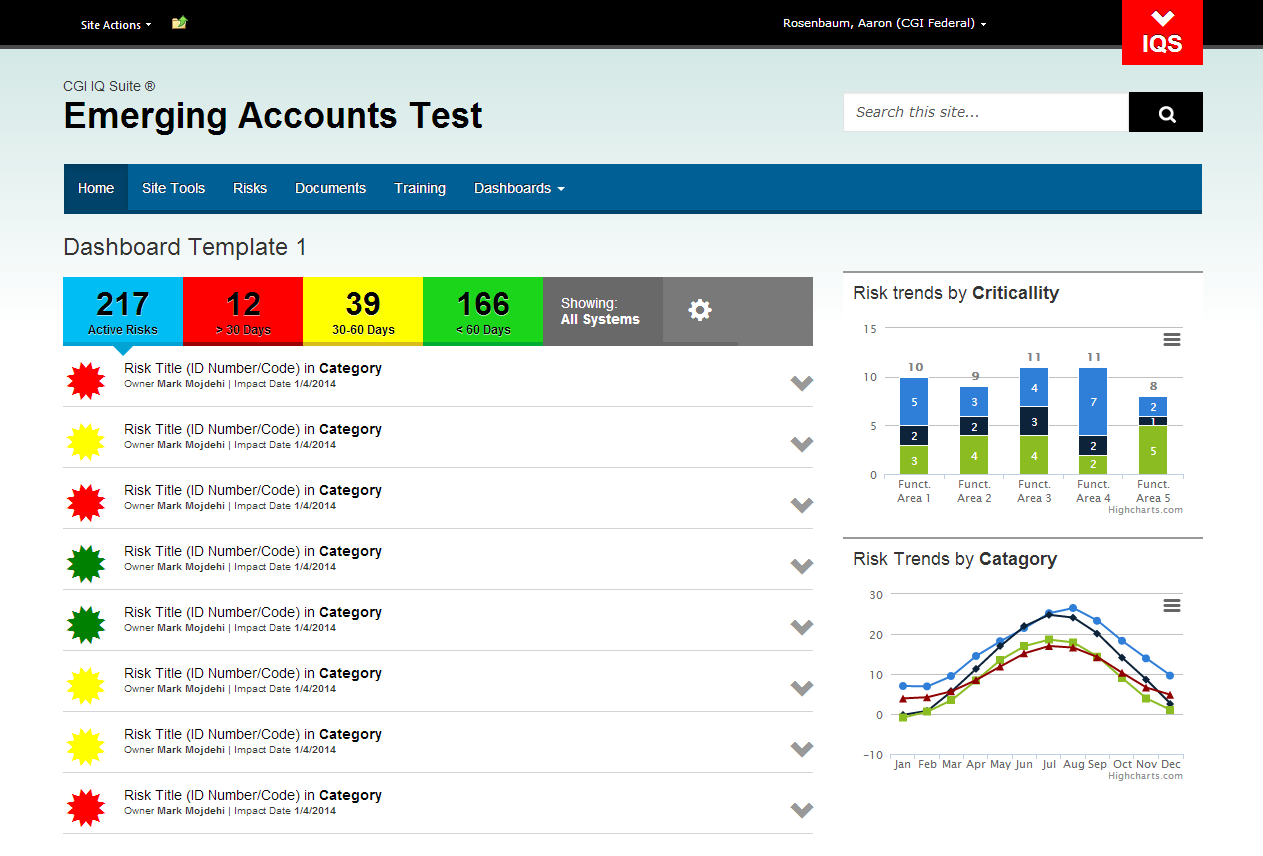 Site Actions
Rosenbaum, Aaron (CGI Federal)
IQS
CGI IQ Suite ®
Emerging Accounts Test
Search this site...
Home Site Tools Risks Documents Training Dashboards
Dashboard Template 1
217
Active Risks
12
> 30 Days
39
30-60 Days
166
< 60 Days
Showing:
All Systems
Risk Title (ID Number/Code) in Category
Owner Mark Mojdehi | Impact Date 1/4/2014
Risk Title (ID Number/Code) in Category
Owner Mark Mojdehi | Impact Date 1/4/2014
Risk Title (ID Number/Code) in Category
Owner Mark Mojdehi | Impact Date 1/4/2014
Risk Title (ID Number/Code) in Category
Owner Mark Mojdehi | Impact Date 1/4/2014
Risk Title (ID Number/Code) in Category
Owner Mark Mojdehi | Impact Date 1/4/2014
Risk Title (ID Number/Code) in Category
Owner Mark Mojdehi | Impact Date 1/4/2014
Risk Title (ID Number/Code) in Category
Owner Mark Mojdehi | Impact Date 1/4/2014
Risk Title (ID Number/Code) in Category
Owner Mark Mojdehi | Impact Date 1/4/2014
Risk trends by Criticallity
15
10
5
0
10 9 11 11 8
5 3 4 7 2
2 2 3 2 1
3 4 4 2 5
Funct. Funct. Funct. Funct. Funct.
Area 1 Area 2 Area 3 Area 4 Area 5
Highcharts.com
Risk Trends by Catagory
30
20
10
0
−10
Jan Feb Mar Apr May Jun Jul Aug Sep Oct Nov Dec
Highcharts.com